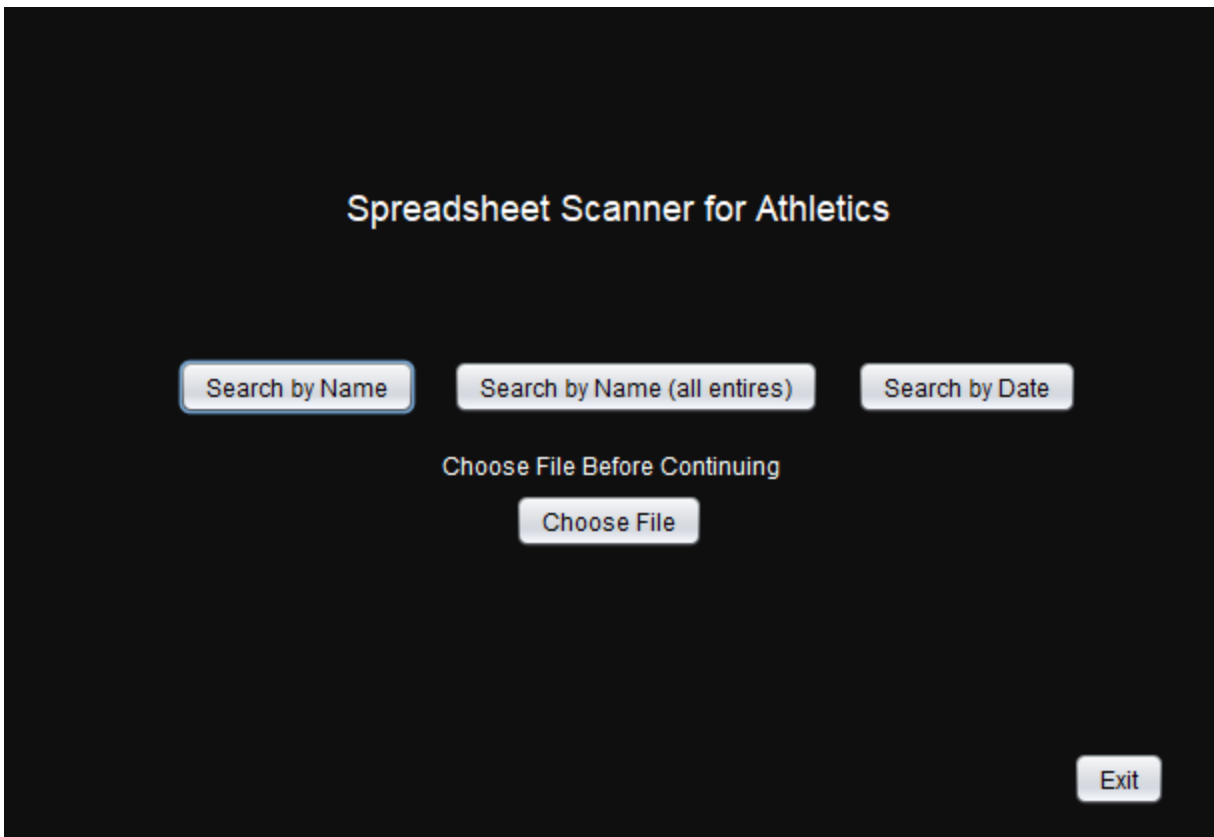 Spreadsheet Scanner for Athletics
Search by Name
Search by Name (all entires)
Search by Date
Choose File Before Continuing
Choose File
Exit